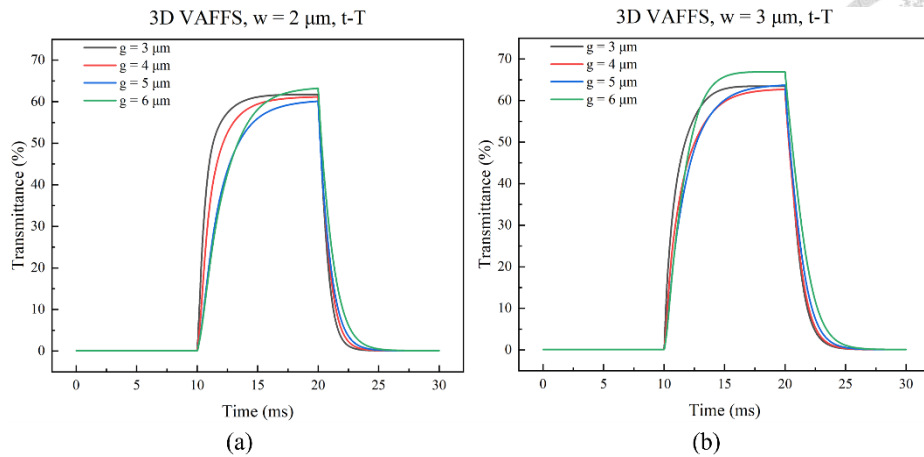 3D VAFFS, w = 2 μm, t-T
g = 3 μm
g = 4 μm
g = 5 μm
g = 6 μm
70
60
50
40
30
20
10
0
Transmittance (%)
0 5 10 15 20 25 30
Time (ms)
(a)
3D VAFFS, w = 3 μm, t-T
g = 3 μm
g = 4 μm
g = 5 μm
g = 6 μm
70
60
50
40
30
20
10
0
Transmittance (%)
0 5 10 15 20 25 30
Time (ms)
(b)